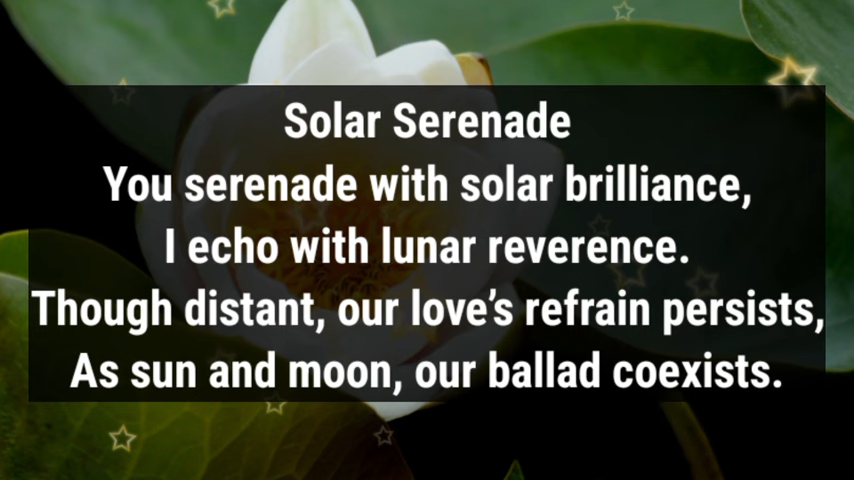 Solar Serenade
You serenade with solar brilliance,
I echo with lunar reverence.
Though distant, our love’s refrain persists,
As sun and moon, our ballad coexists.